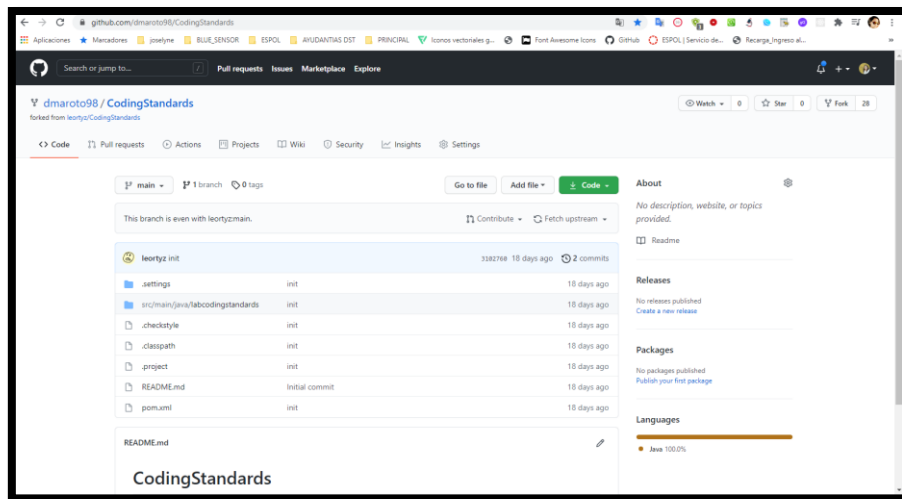 github.com/dmaroto98/CodingStandards
Aplicaciones Marcadores joselyne BLUE_SENSOR ESPOL AYUDANTIAS DST PRINCIPAL Iconos vectoriales g... Font Awesome Icons GitHub ESPOL | Servicio de... Recarga_Ingreso al... »
Search or jump to... / Pull requests Issues Marketplace Explore
dmaroto98 / CodingStandards Watch 0 Star 0 Fork 28
forked from leortyz/CodingStandards
<> Code Pull requests Actions Projects Wiki Security Insights Settings
main 1 branch 0 tags Go to file Add file Code
This branch is even with leortyz:main. Contribute Fetch upstream
leortyz init 3102760 18 days ago 2 commits
.settings init 18 days ago
src/main/java/labcodingstandards init 18 days ago
.checkstyle init 18 days ago
.classpath init 18 days ago
.project init 18 days ago
README.md Initial commit 18 days ago
pom.xml init 18 days ago
README.md
CodingStandards
About
No description, website, or topics
provided.
Readme
Releases
No releases published
Create a new release
Packages
No packages published
Publish your first package
Languages
Java 100.0%